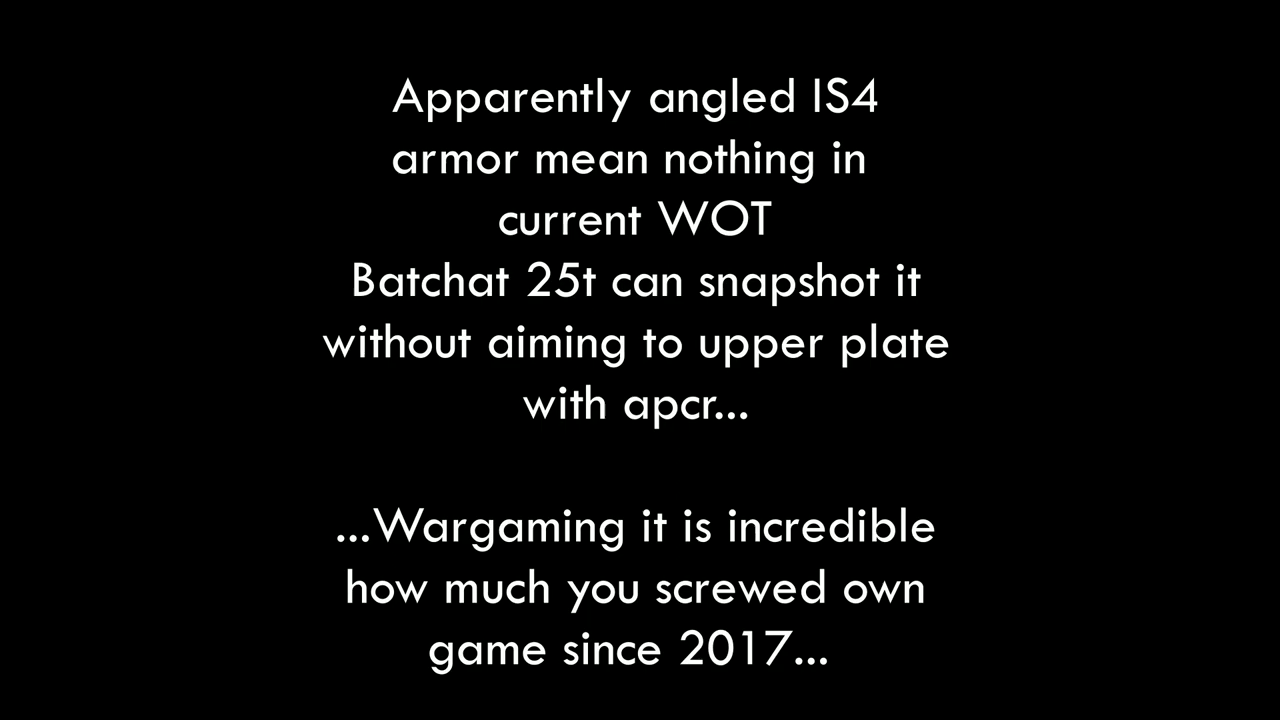 Apparently angled IS4
armor mean nothing in
current WOT
Batchat 25t can snapshot it
without aiming to upper plate
with apcr...
...Wargaming it is incredible
how much you screwed own
game since 2017...